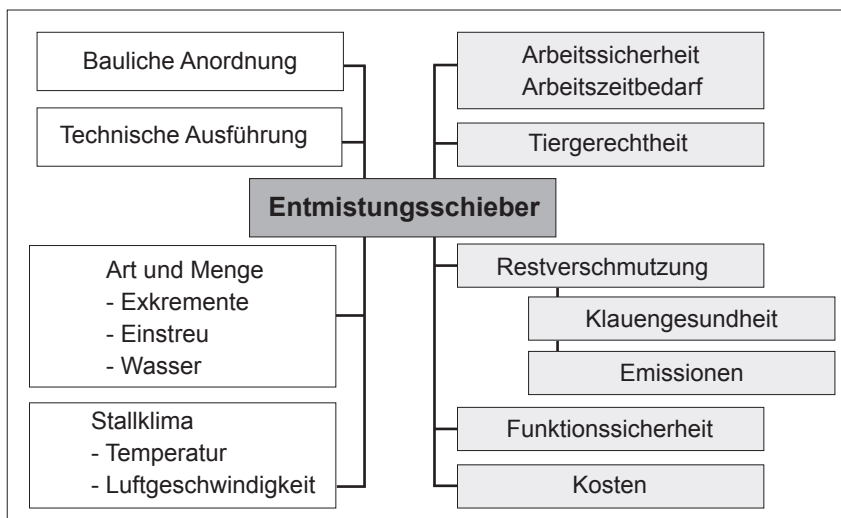 Bauliche Anordnung
Technische Ausführung
Entmistungsschieber
Art und Menge
- Exkremente
- Einstreu
- Wasser
Stallklima
- Temperatur
- Luftgeschwindigkeit
Arbeitssicherheit
Arbeitszeitbedarf
Tiergerechtheit
Restverschmutzung
Klauengesundheit
Emissionen
Funktionssicherheit
Kosten